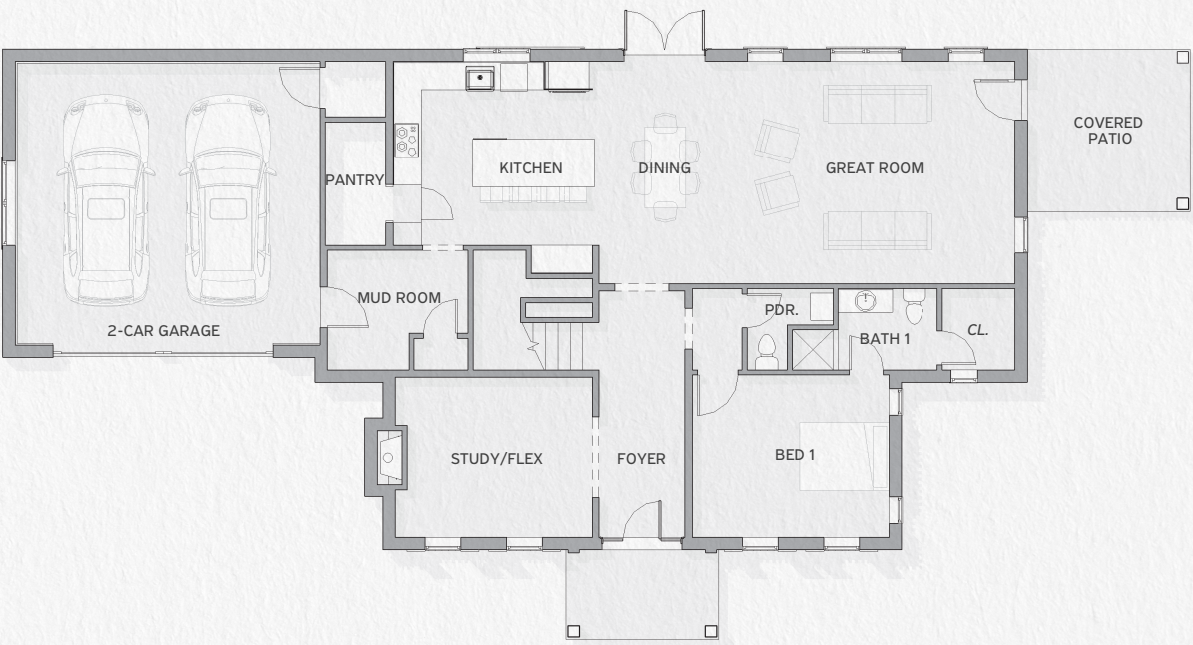 COVERED
PATIO
KITCHEN
DINING
GREAT ROOM
PANTRY
MUD ROOM
2-CAR GARAGE
PDR.
BATH 1
CL.
STUDY/FLEX
FOYER
BED 1